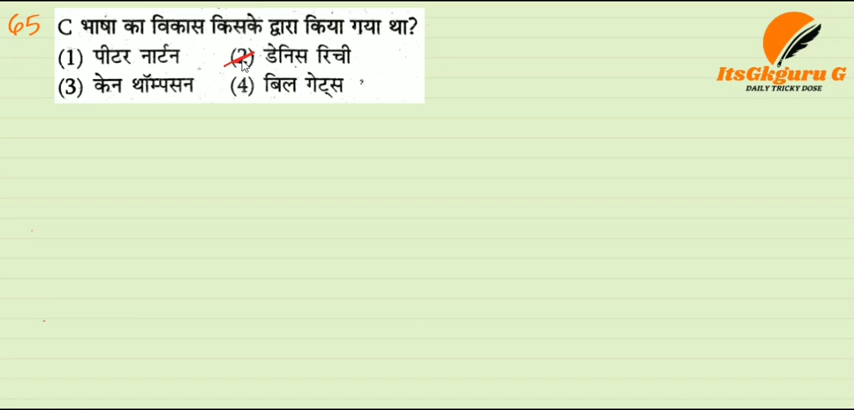 65 C भाषा का विकास किसके द्वारा किया गया था?
(1) पीटर नार्टन (2) डेनिस रिची
(3) केन थॉम्पसन (4) बिल गेट्स
ItsGkguru G
DAILY TRICKY DOSE